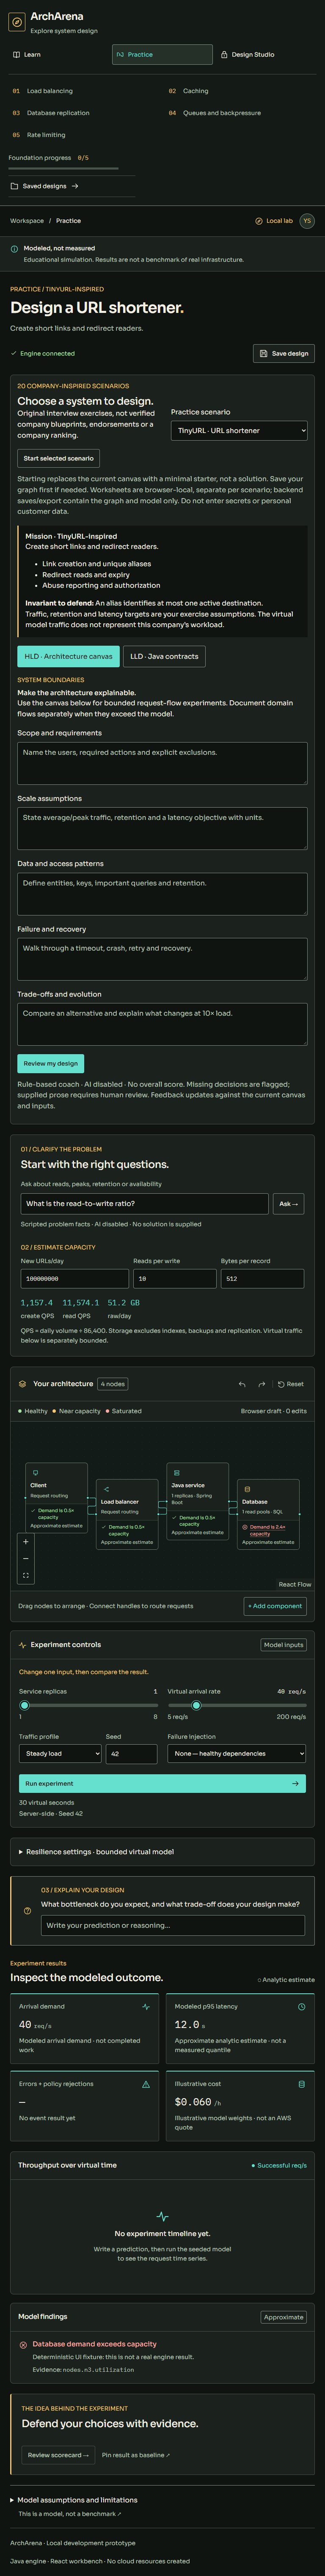 ArchArena
Explore system design
Learn
Practice
Design Studio
01 Load balancing
02 Caching
03 Database replication
04 Queues and backpressure
05 Rate limiting
Foundation progress 0/5
Saved designs →
Workspace / Practice
Local lab
YS
Modeled, not measured
Educational simulation. Results are not a benchmark of real infrastructure.
PRACTICE / TINYURL-INSPIRED
Design a URL shortener.
Create short links and redirect readers.
Engine connected
Save design
20 COMPANY-INSPIRED SCENARIOS
Choose a system to design.
Original interview exercises, not verified
company blueprints, endorsements or a
company ranking.
Practice scenario
TinyURL · URL shortener
Start selected scenario
Starting replaces the current canvas with a minimal starter, not a solution. Save your
graph first if needed. Worksheets are browser-local, separate per scenario; backend
saves/export contain the graph and model only. Do not enter secrets or personal
customer data.
Mission · TinyURL-inspired
Create short links and redirect readers.
• Link creation and unique aliases
• Redirect reads and expiry
• Abuse reporting and authorization
Invariant to defend: An alias identifies at most one active destination.
Traffic, retention and latency targets are your exercise assumptions. The virtual
model traffic does not represent this company's workload.
HLD · Architecture canvas
LLD · Java contracts
SYSTEM BOUNDARIES
Make the architecture explainable.
Use the canvas below for bounded request-flow experiments. Document domain
flows separately when they exceed the model.
Scope and requirements
Name the users, required actions and explicit exclusions.
Scale assumptions
State average/peak traffic, retention and a latency objective with units.
Data and access patterns
Define entities, keys, important queries and retention.
Failure and recovery
Walk through a timeout, crash, retry and recovery.
Trade-offs and evolution
Compare an alternative and explain what changes at 10× load.
Review my design
Rule-based coach · AI disabled · No overall score. Missing decisions are flagged;
supplied prose requires human review. Feedback updates against the current canvas
and inputs.
01 / CLARIFY THE PROBLEM
Start with the right questions.
Ask about reads, peaks, retention or availability
What is the read-to-write ratio?
Ask →
Scripted problem facts · AI disabled · No solution is supplied
02 / ESTIMATE CAPACITY
New URLs/day
Reads per write
Bytes per record
100000000
10
512
1,157.4 11,574.1 51.2 GB
create QPS read QPS raw/day
QPS = daily volume ÷ 86,400. Storage excludes indexes, backups and replication. Virtual traffic
below is separately bounded.
Your architecture
4 nodes
Reset
Healthy
Near capacity
Saturated
Browser draft · 0 edits
Client
Request routing
Demand is 0.5×
capacity
Approximate estimate
Load balancer
Request routing
Demand is 0.5×
capacity
Approximate estimate
Java service
1 replicas · Spring
Boot
Demand is 0.5×
capacity
Approximate estimate
Database
1 read pools · SQL
Demand is 2.4×
capacity
Approximate estimate
React Flow
Drag nodes to arrange · Connect handles to route requests
+ Add component
Experiment controls
Model inputs
Change one input, then compare the result.
Service replicas 1
1 8
Virtual arrival rate 40 req/s
5 req/s 200 req/s
Traffic profile
Seed
Failure injection
Steady load
42
None — healthy dependencies
Run experiment →
30 virtual seconds
Server-side · Seed 42
▶ Resilience settings · bounded virtual model
03 / EXPLAIN YOUR DESIGN
What bottleneck do you expect, and what trade-off does your design make?
Write your prediction or reasoning...
Experiment results
Inspect the modeled outcome.
Analytic estimate
Arrival demand
40 req/s
Modeled arrival demand · not completed
work
Modeled p95 latency
12.0 s
Approximate analytic estimate · not a
measured quantile
Errors + policy rejections
—
No event result yet
Illustrative cost
$0.060 /h
Illustrative model weights · not an AWS
quote
Throughput over virtual time
Successful req/s
No experiment timeline yet.
Write a prediction, then run the seeded model
to see the request time series.
Model findings
Approximate
Database demand exceeds capacity
Deterministic UI fixture: this is not a real engine result.
Evidence: nodes.n3.utilization
THE IDEA BEHIND THE EXPERIMENT
Defend your choices with evidence.
Review scorecard →
Pin result as baseline ↗
▶ Model assumptions and limitations
This is a model, not a benchmark ↗
ArchArena · Local development prototype
Java engine · React workbench · No cloud resources created